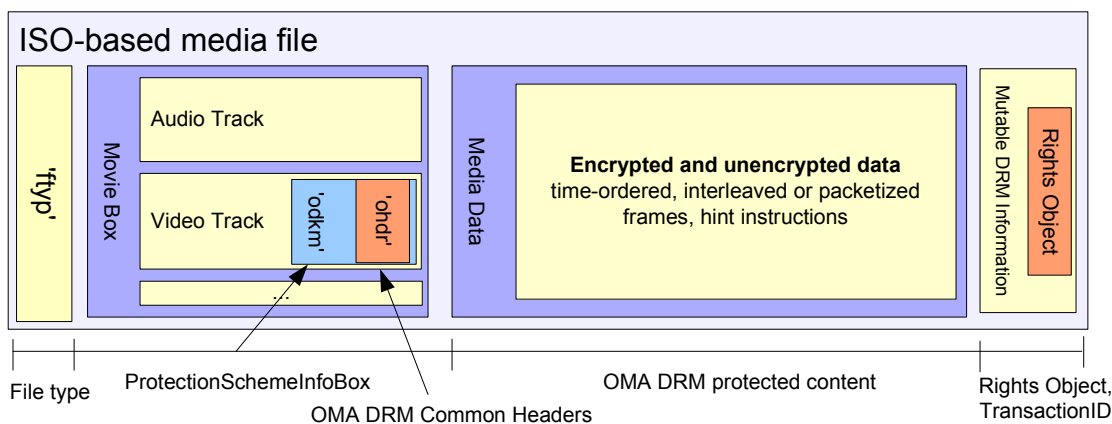 ISO-based media file
'ftyp'
Movie Box
Audio Track
Video Track
'odkm'
'ohdr'
...
Media Data
Encrypted and unencrypted data
time-ordered, interleaved or packetized
frames, hint instructions
Mutable DRM Information
Rights Object
File type
ProtectionSchemeInfoBox
OMA DRM Common Headers
OMA DRM protected content
Rights Object,
TransactionID